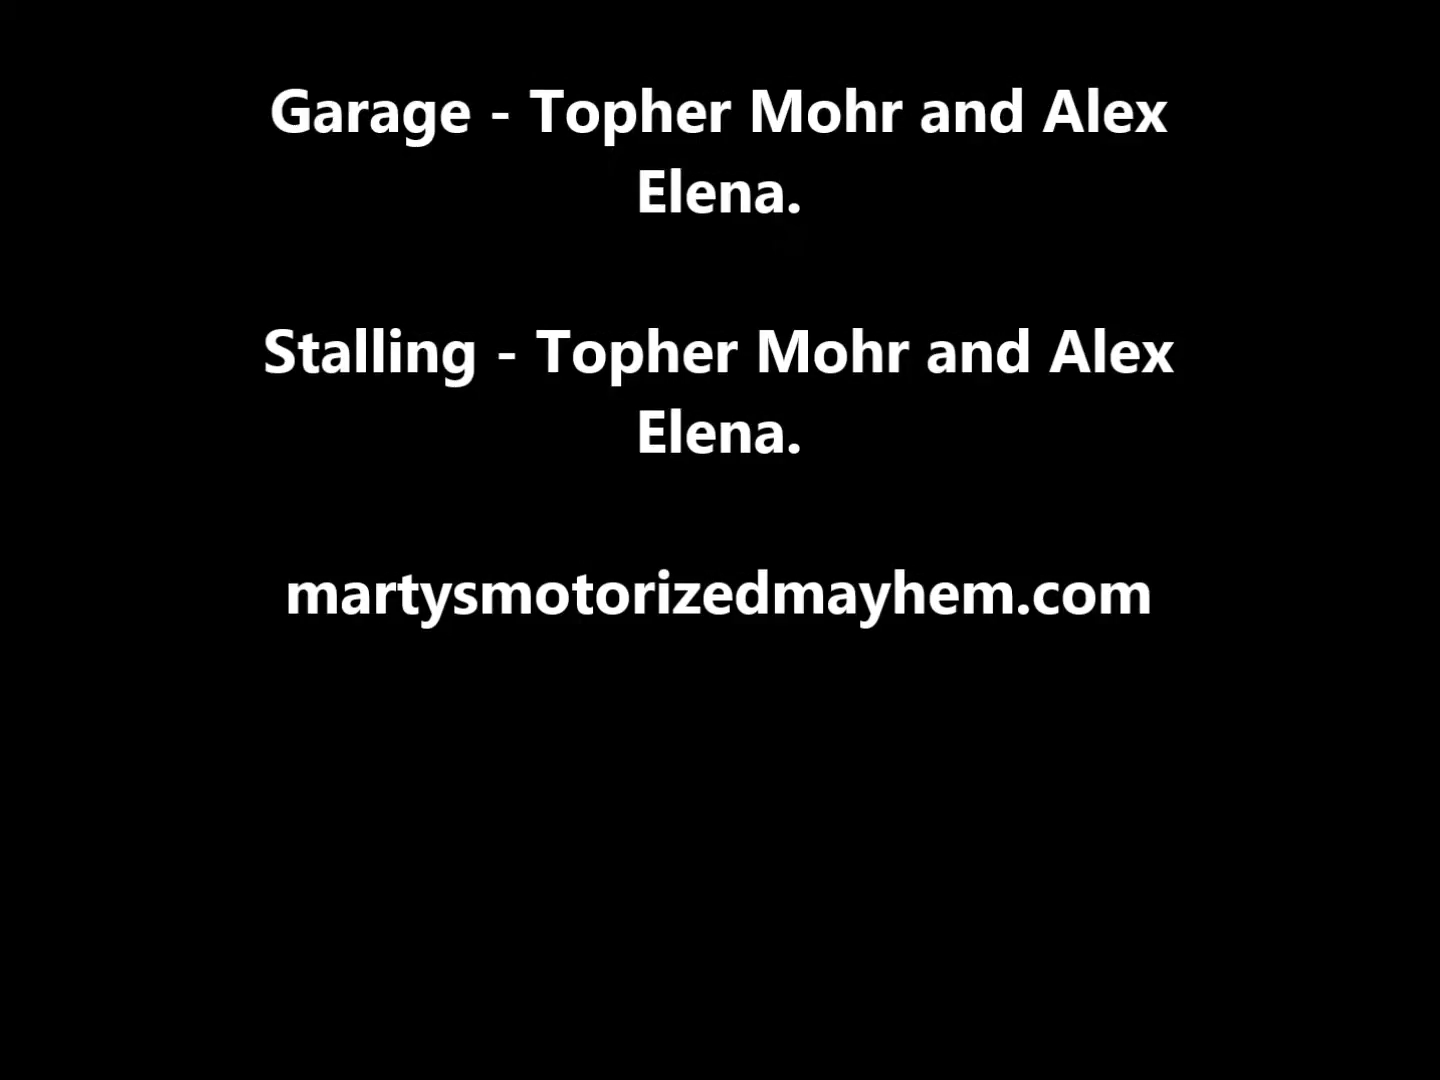 Garage - Topher Mohr and Alex
Elena.
Stalling - Topher Mohr and Alex
Elena.
martysmotorizedmayhem.com